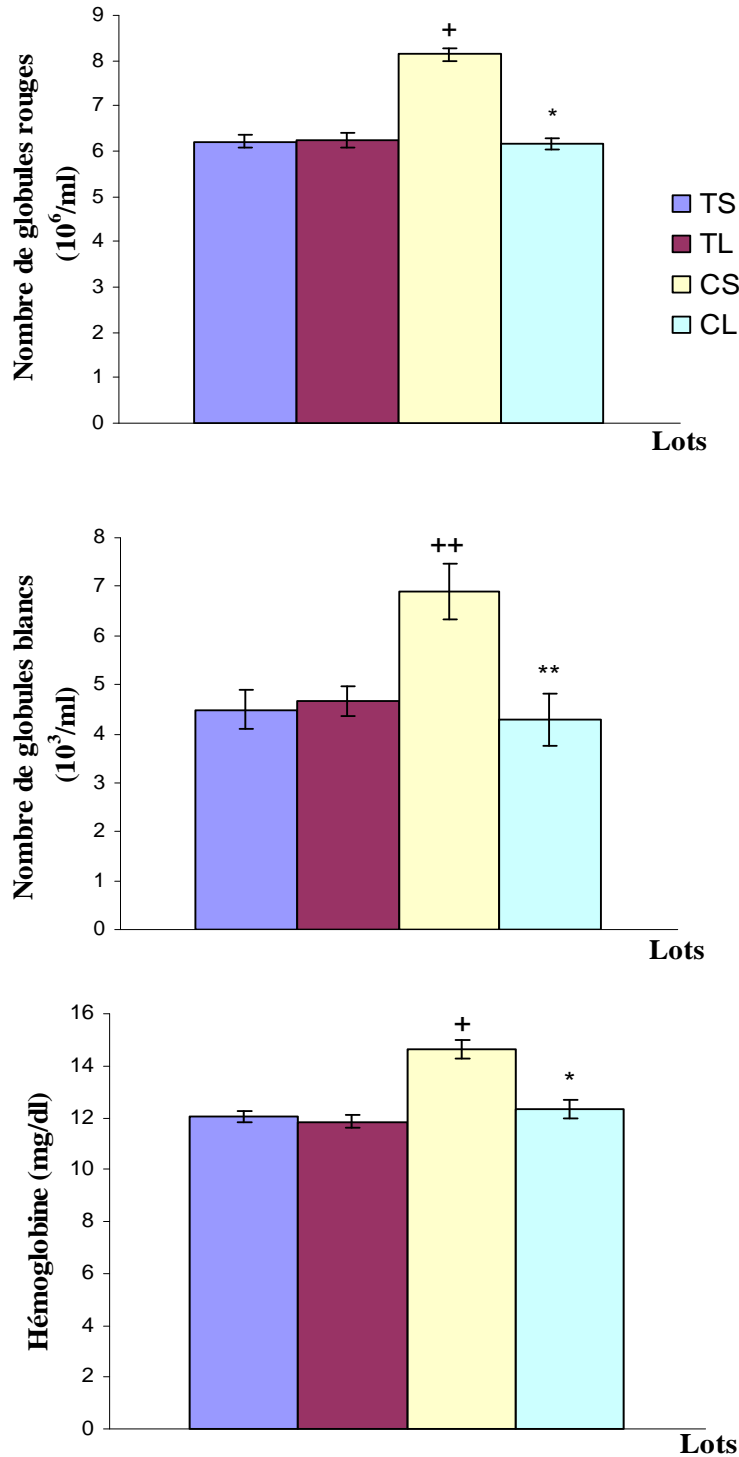 Nombre de globules rouges
(10⁶/ml)
9
8
7
6
5
4
3
2
1
0
+
*
TS
TL
CS
CL
Lots
Nombre de globules blancs
(10³/ml)
8
7
6
5
4
3
2
1
0
++
**
Lots
Hémoglobine (mg/dl)
16
14
12
10
8
6
4
2
0
+
*
Lots